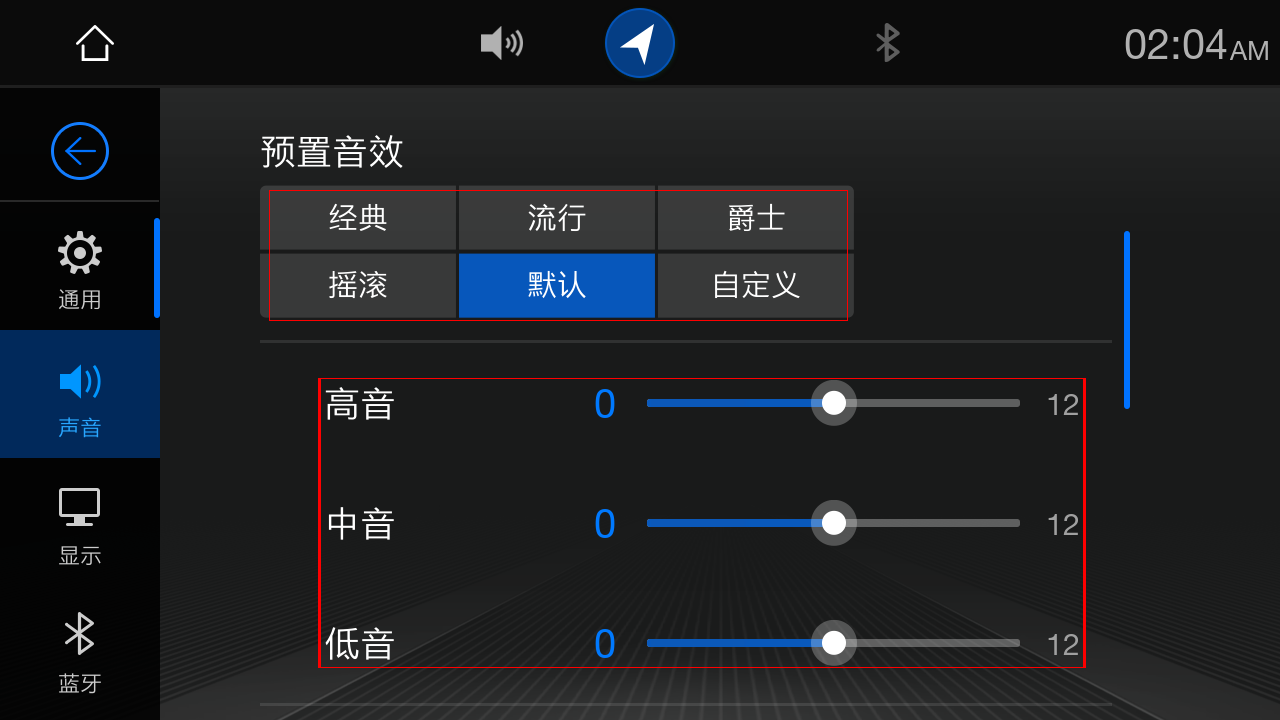 02:04AM
预置音效
经典 流行 爵士
摇滚 默认 自定义
通用
高音 0 12
声音
中音 0 12
显示
低音 0 12
蓝牙